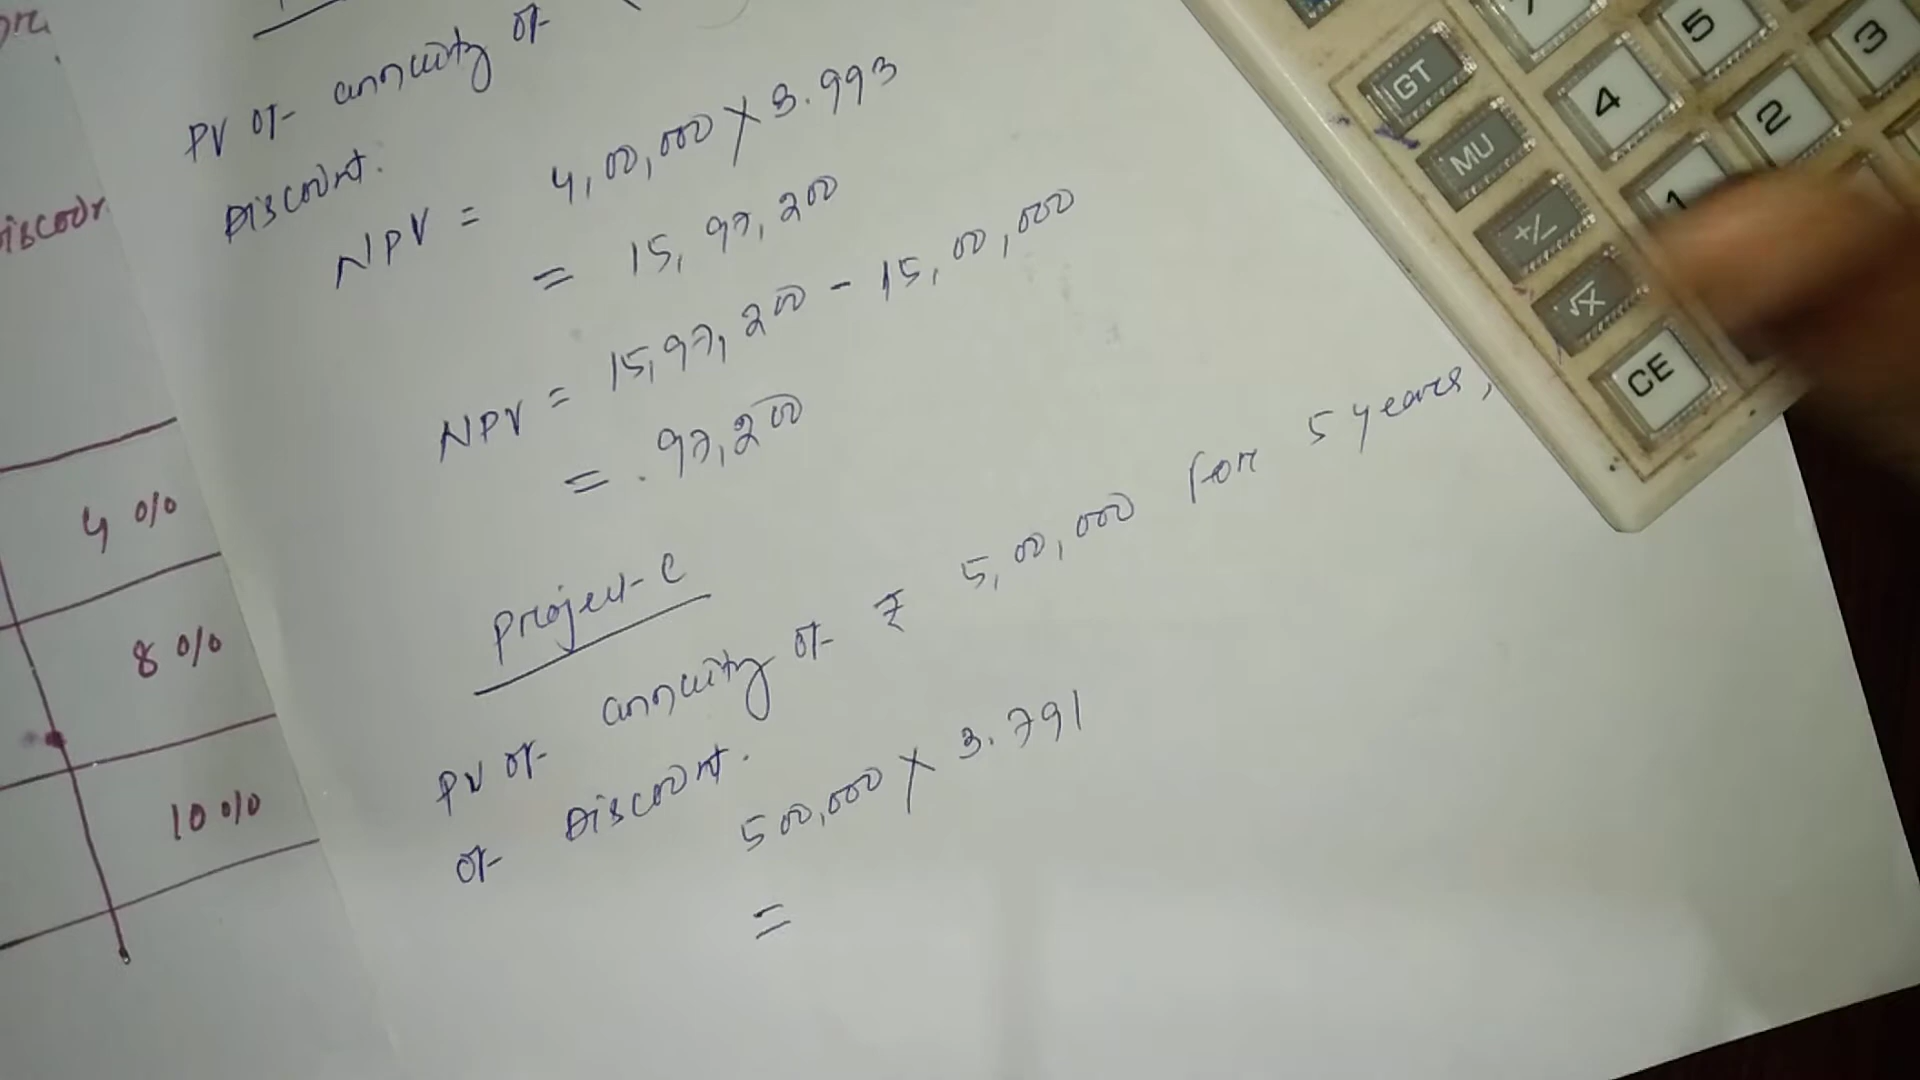 PV of annuity of
Discount.
NPV = 4,00,000 × 3.993
= 15,97,200
NPV = 15,97,200 - 15,00,000
= 97,200
Project-C
PV of annuity of ₹ 5,00,000 for 5 years,
of Discount.
500,000 × 3.791
=
4 %
8 %
10 %
GT
MU
+/-
√X
CE
4
5
1
2
3